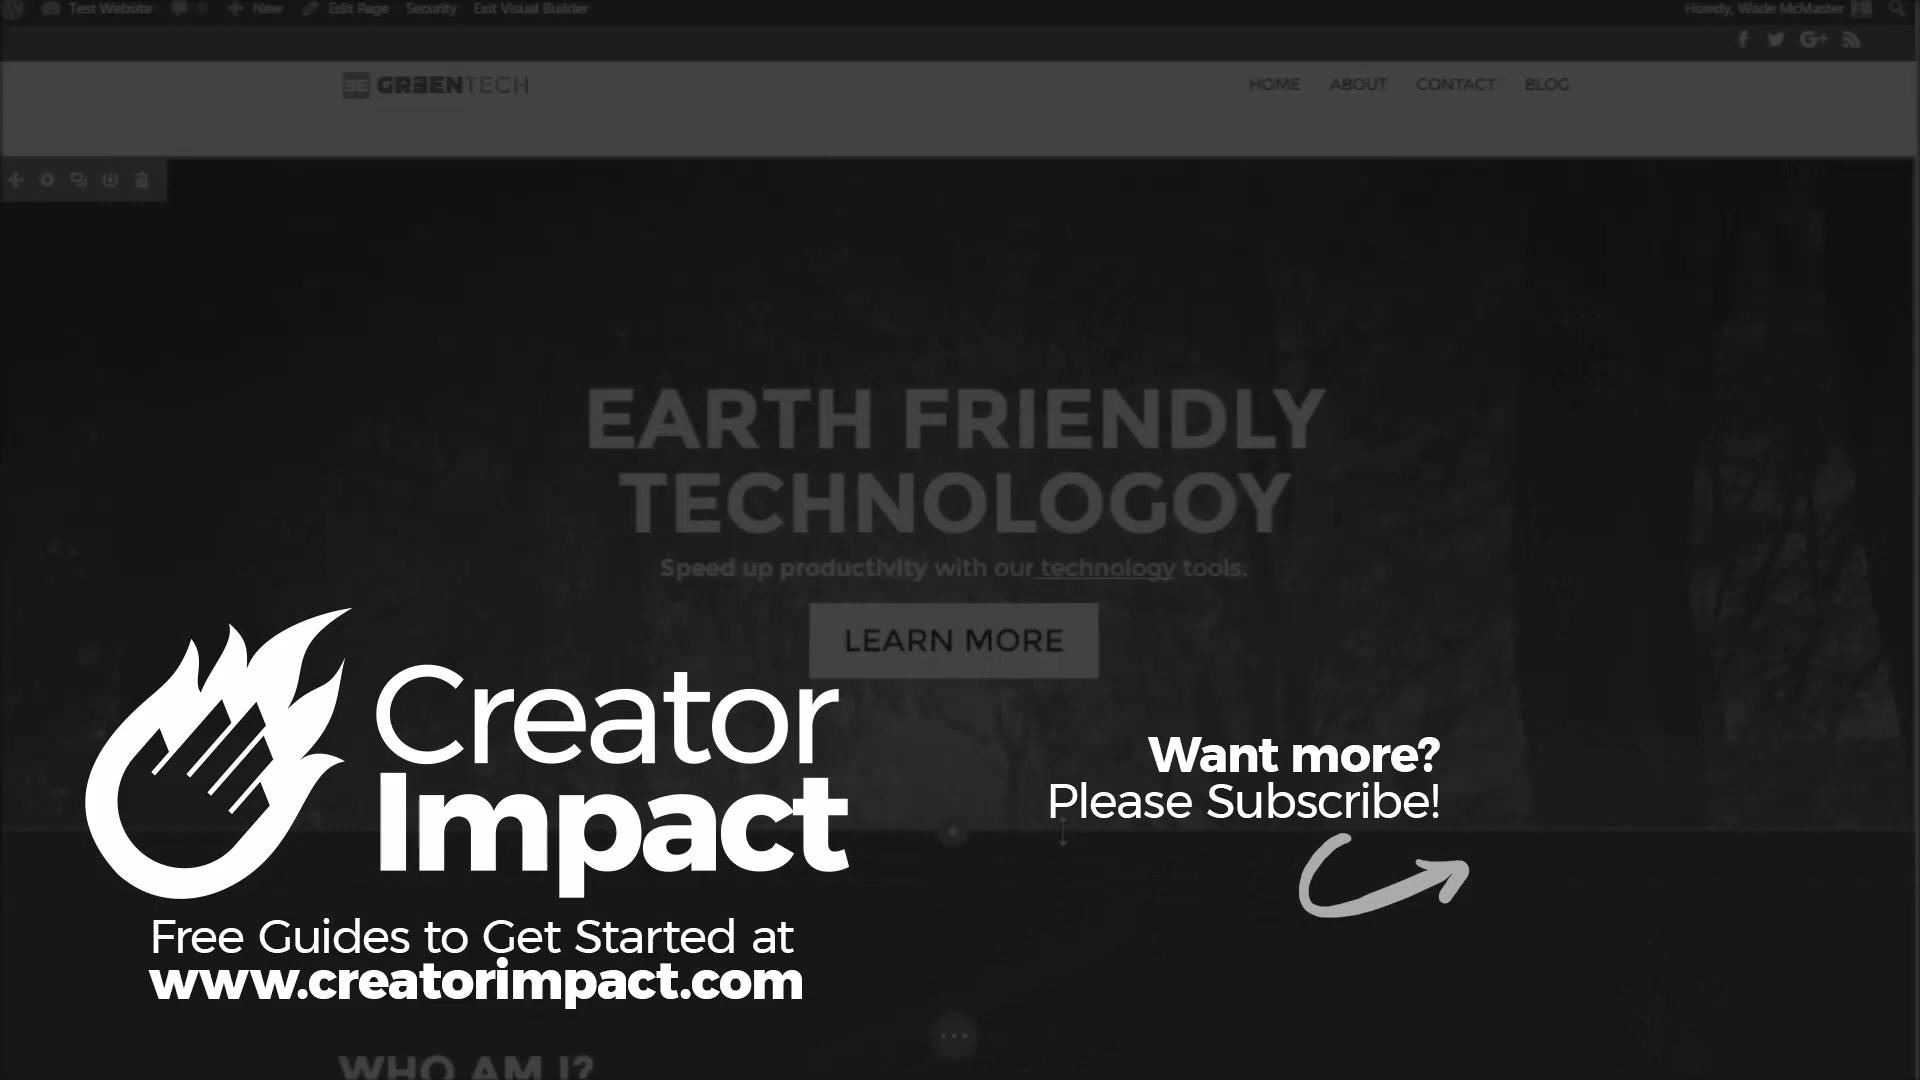 Test Website New Edit Page Security Exit Visual Builder Howdy, Wade McMaster
GREENTECH HOME ABOUT CONTACT BLOG
EARTH FRIENDLY
TECHNOLOGOY
Speed up productivity with our technology tools.
LEARN MORE
Creator
Impact
Want more?
Please Subscribe!
Free Guides to Get Started at
www.creatorimpact.com
WHO AM I?